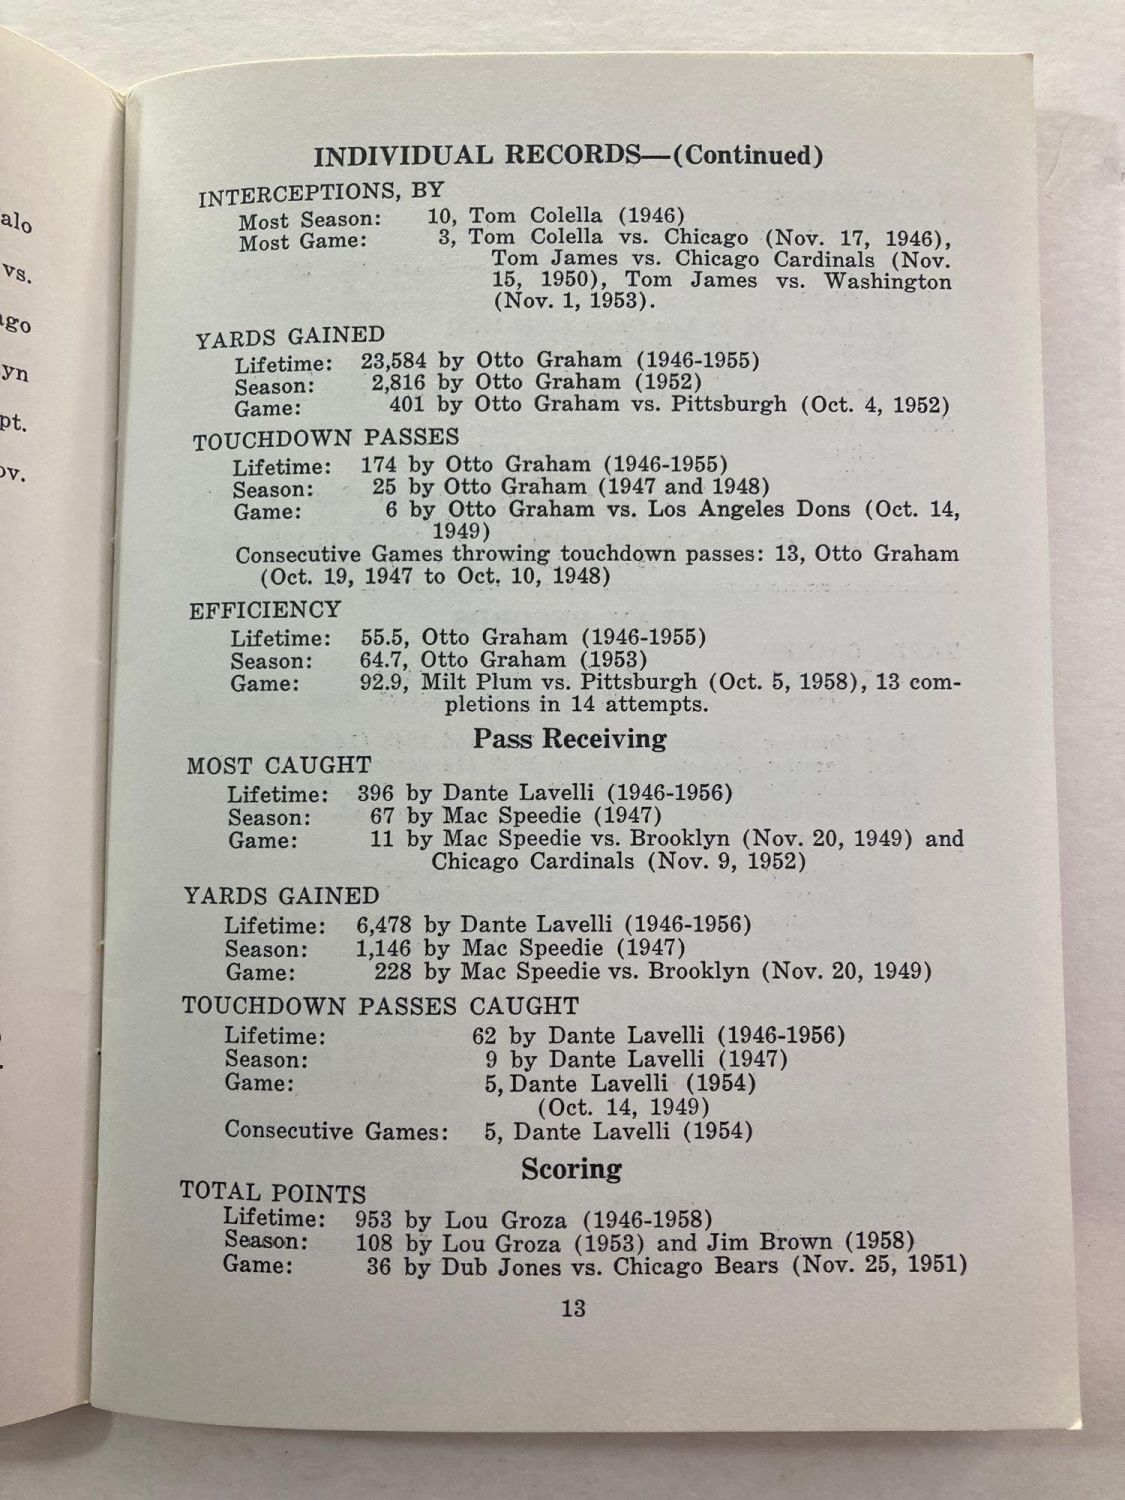 alo
vs.
ago
yn
pt.
ov.
INDIVIDUAL RECORDS—(Continued)
INTERCEPTIONS, BY
Most Season: 10, Tom Colella (1946)
Most Game: 3, Tom Colella vs. Chicago (Nov. 17, 1946),
Tom James vs. Chicago Cardinals (Nov.
15, 1950), Tom James vs. Washington
(Nov. 1, 1953).
YARDS GAINED
Lifetime: 23,584 by Otto Graham (1946-1955)
Season: 2,816 by Otto Graham (1952)
Game: 401 by Otto Graham vs. Pittsburgh (Oct. 4, 1952)
TOUCHDOWN PASSES
Lifetime: 174 by Otto Graham (1946-1955)
Season: 25 by Otto Graham (1947 and 1948)
Game: 6 by Otto Graham vs. Los Angeles Dons (Oct. 14,
1949)
Consecutive Games throwing touchdown passes: 13, Otto Graham
(Oct. 19, 1947 to Oct. 10, 1948)
EFFICIENCY
Lifetime: 55.5, Otto Graham (1946-1955)
Season: 64.7, Otto Graham (1953)
Game: 92.9, Milt Plum vs. Pittsburgh (Oct. 5, 1958), 13 com-
pletions in 14 attempts.
Pass Receiving
MOST CAUGHT
Lifetime: 396 by Dante Lavelli (1946-1956)
Season: 67 by Mac Speedie (1947)
Game: 11 by Mac Speedie vs. Brooklyn (Nov. 20, 1949) and
Chicago Cardinals (Nov. 9, 1952)
YARDS GAINED
Lifetime: 6,478 by Dante Lavelli (1946-1956)
Season: 1,146 by Mac Speedie (1947)
Game: 228 by Mac Speedie vs. Brooklyn (Nov. 20, 1949)
TOUCHDOWN PASSES CAUGHT
Lifetime: 62 by Dante Lavelli (1946-1956)
Season: 9 by Dante Lavelli (1947)
Game: 5, Dante Lavelli (1954)
(Oct. 14, 1949)
Consecutive Games: 5, Dante Lavelli (1954)
Scoring
TOTAL POINTS
Lifetime: 953 by Lou Groza (1946-1958)
Season: 108 by Lou Groza (1953) and Jim Brown (1958)
Game: 36 by Dub Jones vs. Chicago Bears (Nov. 25, 1951)
13